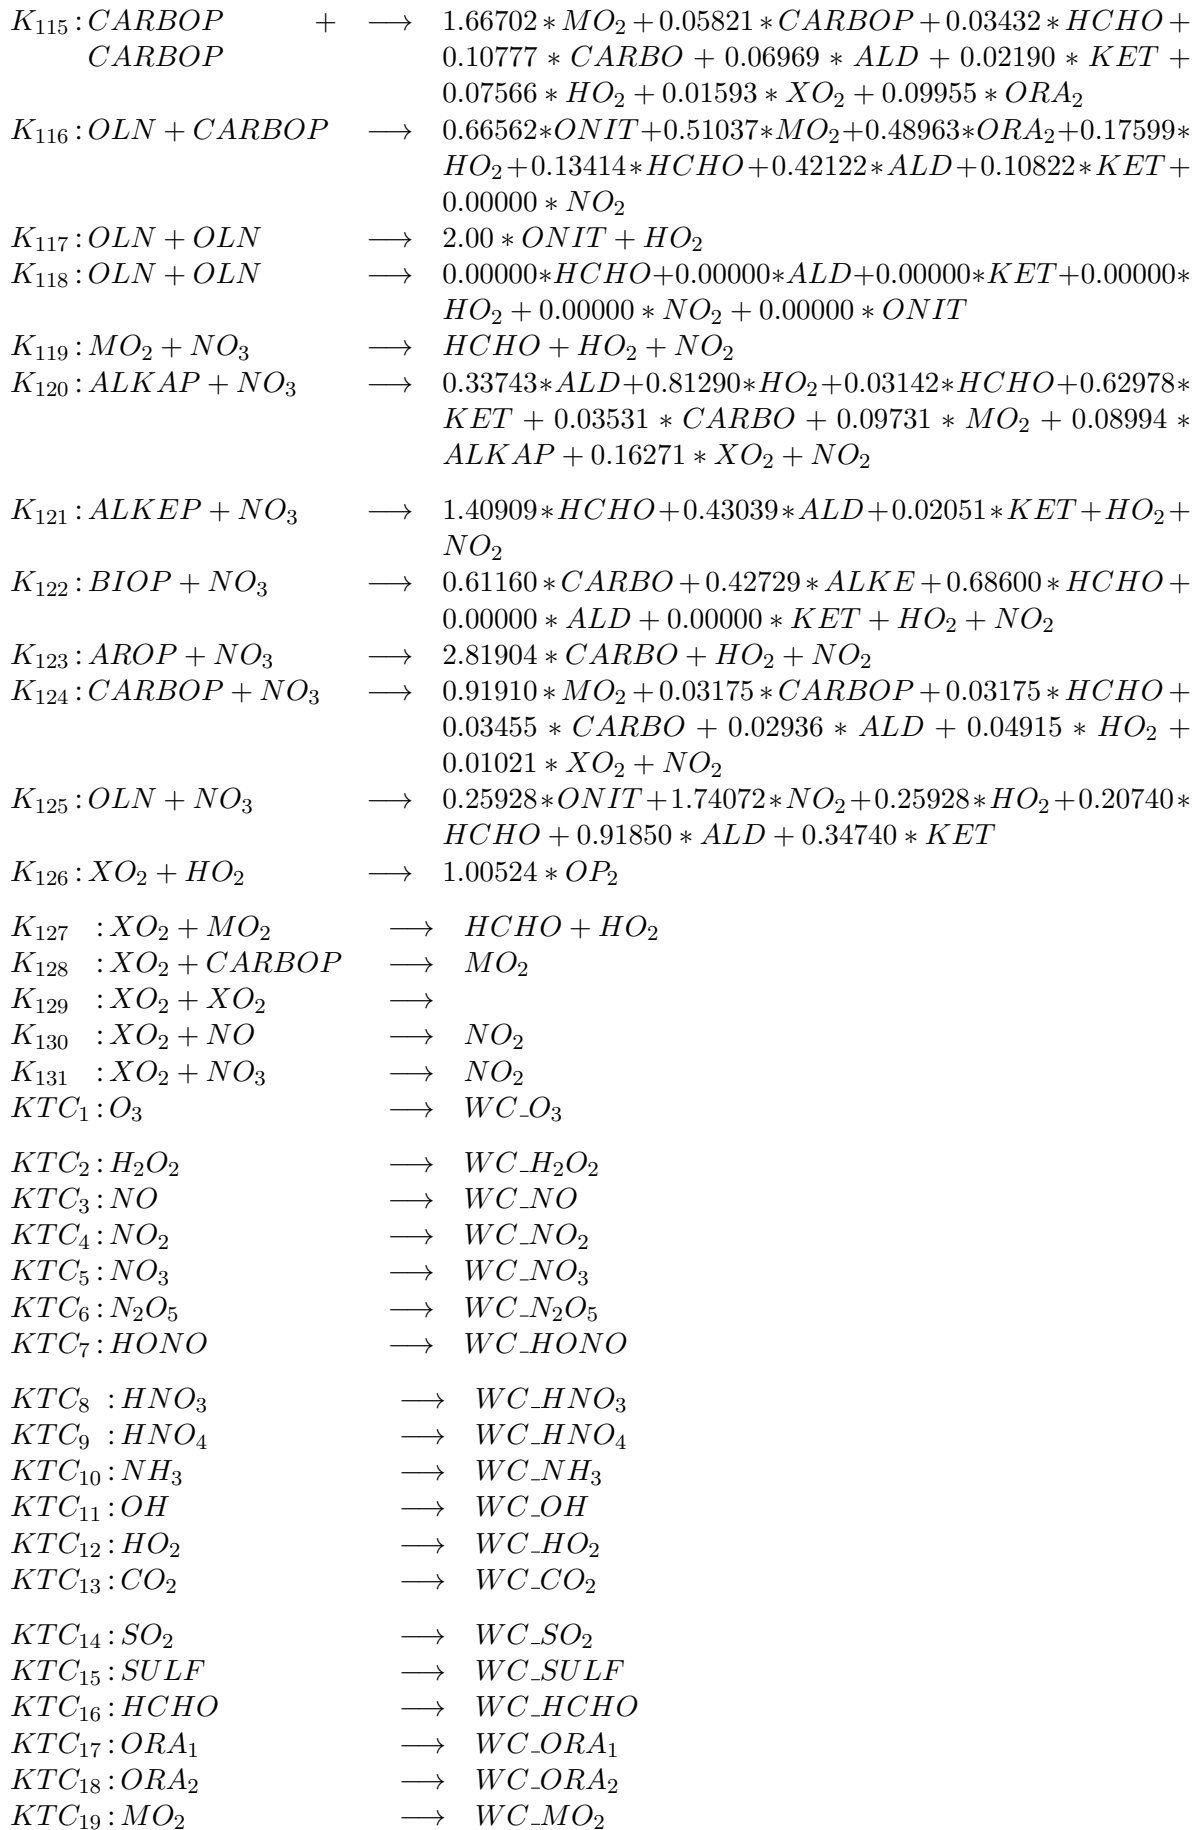 K₁₁₅ : CARBOP + ⟶ 1.66702 * MO₂ + 0.05821 * CARBOP + 0.03432 * HCHO +
CARBOP 0.10777 * CARBO + 0.06969 * ALD + 0.02190 * KET +
0.07566 * HO₂ + 0.01593 * XO₂ + 0.09955 * ORA₂
K₁₁₆ : OLN + CARBOP ⟶ 0.66562 * ONIT + 0.51037 * MO₂ + 0.48963 * ORA₂ + 0.17599 *
HO₂ + 0.13414 * HCHO + 0.42122 * ALD + 0.10822 * KET +
0.00000 * NO₂
K₁₁₇ : OLN + OLN ⟶ 2.00 * ONIT + HO₂
K₁₁₈ : OLN + OLN ⟶ 0.00000 * HCHO + 0.00000 * ALD + 0.00000 * KET + 0.00000 *
HO₂ + 0.00000 * NO₂ + 0.00000 * ONIT
K₁₁₉ : MO₂ + NO₃ ⟶ HCHO + HO₂ + NO₂
K₁₂₀ : ALKAP + NO₃ ⟶ 0.33743 * ALD + 0.81290 * HO₂ + 0.03142 * HCHO + 0.62978 *
KET + 0.03531 * CARBO + 0.09731 * MO₂ + 0.08994 *
ALKAP + 0.16271 * XO₂ + NO₂
K₁₂₁ : ALKEP + NO₃ ⟶ 1.40909 * HCHO + 0.43039 * ALD + 0.02051 * KET + HO₂ +
NO₂
K₁₂₂ : BIOP + NO₃ ⟶ 0.61160 * CARBO + 0.42729 * ALKE + 0.68600 * HCHO +
0.00000 * ALD + 0.00000 * KET + HO₂ + NO₂
K₁₂₃ : AROP + NO₃ ⟶ 2.81904 * CARBO + HO₂ + NO₂
K₁₂₄ : CARBOP + NO₃ ⟶ 0.91910 * MO₂ + 0.03175 * CARBOP + 0.03175 * HCHO +
0.03455 * CARBO + 0.02936 * ALD + 0.04915 * HO₂ +
0.01021 * XO₂ + NO₂
K₁₂₅ : OLN + NO₃ ⟶ 0.25928 * ONIT + 1.74072 * NO₂ + 0.25928 * HO₂ + 0.20740 *
HCHO + 0.91850 * ALD + 0.34740 * KET
K₁₂₆ : XO₂ + HO₂ ⟶ 1.00524 * OP₂
K₁₂₇ : XO₂ + MO₂ ⟶ HCHO + HO₂
K₁₂₈ : XO₂ + CARBOP ⟶ MO₂
K₁₂₉ : XO₂ + XO₂ ⟶
K₁₃₀ : XO₂ + NO ⟶ NO₂
K₁₃₁ : XO₂ + NO₃ ⟶ NO₂
KTC₁ : O₃ ⟶ WC_O₃
KTC₂ : H₂O₂ ⟶ WC_H₂O₂
KTC₃ : NO ⟶ WC_NO
KTC₄ : NO₂ ⟶ WC_NO₂
KTC₅ : NO₃ ⟶ WC_NO₃
KTC₆ : N₂O₅ ⟶ WC_N₂O₅
KTC₇ : HONO ⟶ WC_HONO
KTC₈ : HNO₃ ⟶ WC_HNO₃
KTC₉ : HNO₄ ⟶ WC_HNO₄
KTC₁₀ : NH₃ ⟶ WC_NH₃
KTC₁₁ : OH ⟶ WC_OH
KTC₁₂ : HO₂ ⟶ WC_HO₂
KTC₁₃ : CO₂ ⟶ WC_CO₂
KTC₁₄ : SO₂ ⟶ WC_SO₂
KTC₁₅ : SULF ⟶ WC_SULF
KTC₁₆ : HCHO ⟶ WC_HCHO
KTC₁₇ : ORA₁ ⟶ WC_ORA₁
KTC₁₈ : ORA₂ ⟶ WC_ORA₂
KTC₁₉ : MO₂ ⟶ WC_MO₂